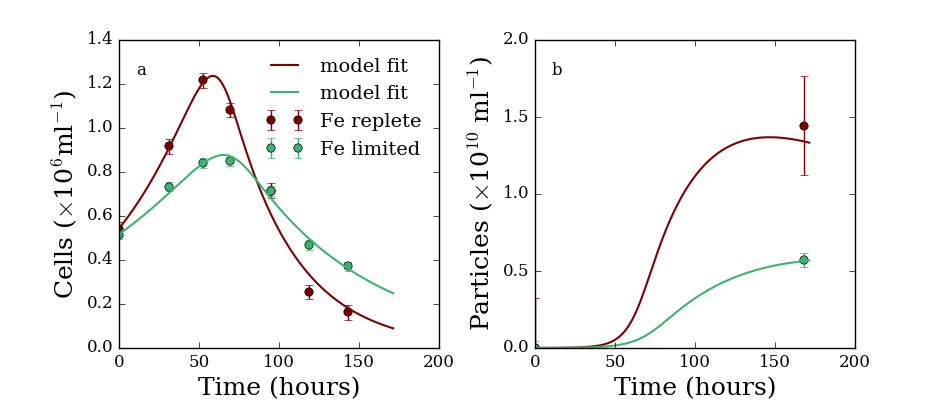 a
model fit
model fit
Fe replete
Fe limited
1.4
1.2
1.0
0.8
0.6
0.4
0.2
0.0
0 50 100 150 200
Time (hours)
Cells (×10⁶ml⁻¹)
b
2.0
1.5
1.0
0.5
0.0
0 50 100 150 200
Time (hours)
Particles (×10¹⁰ ml⁻¹)